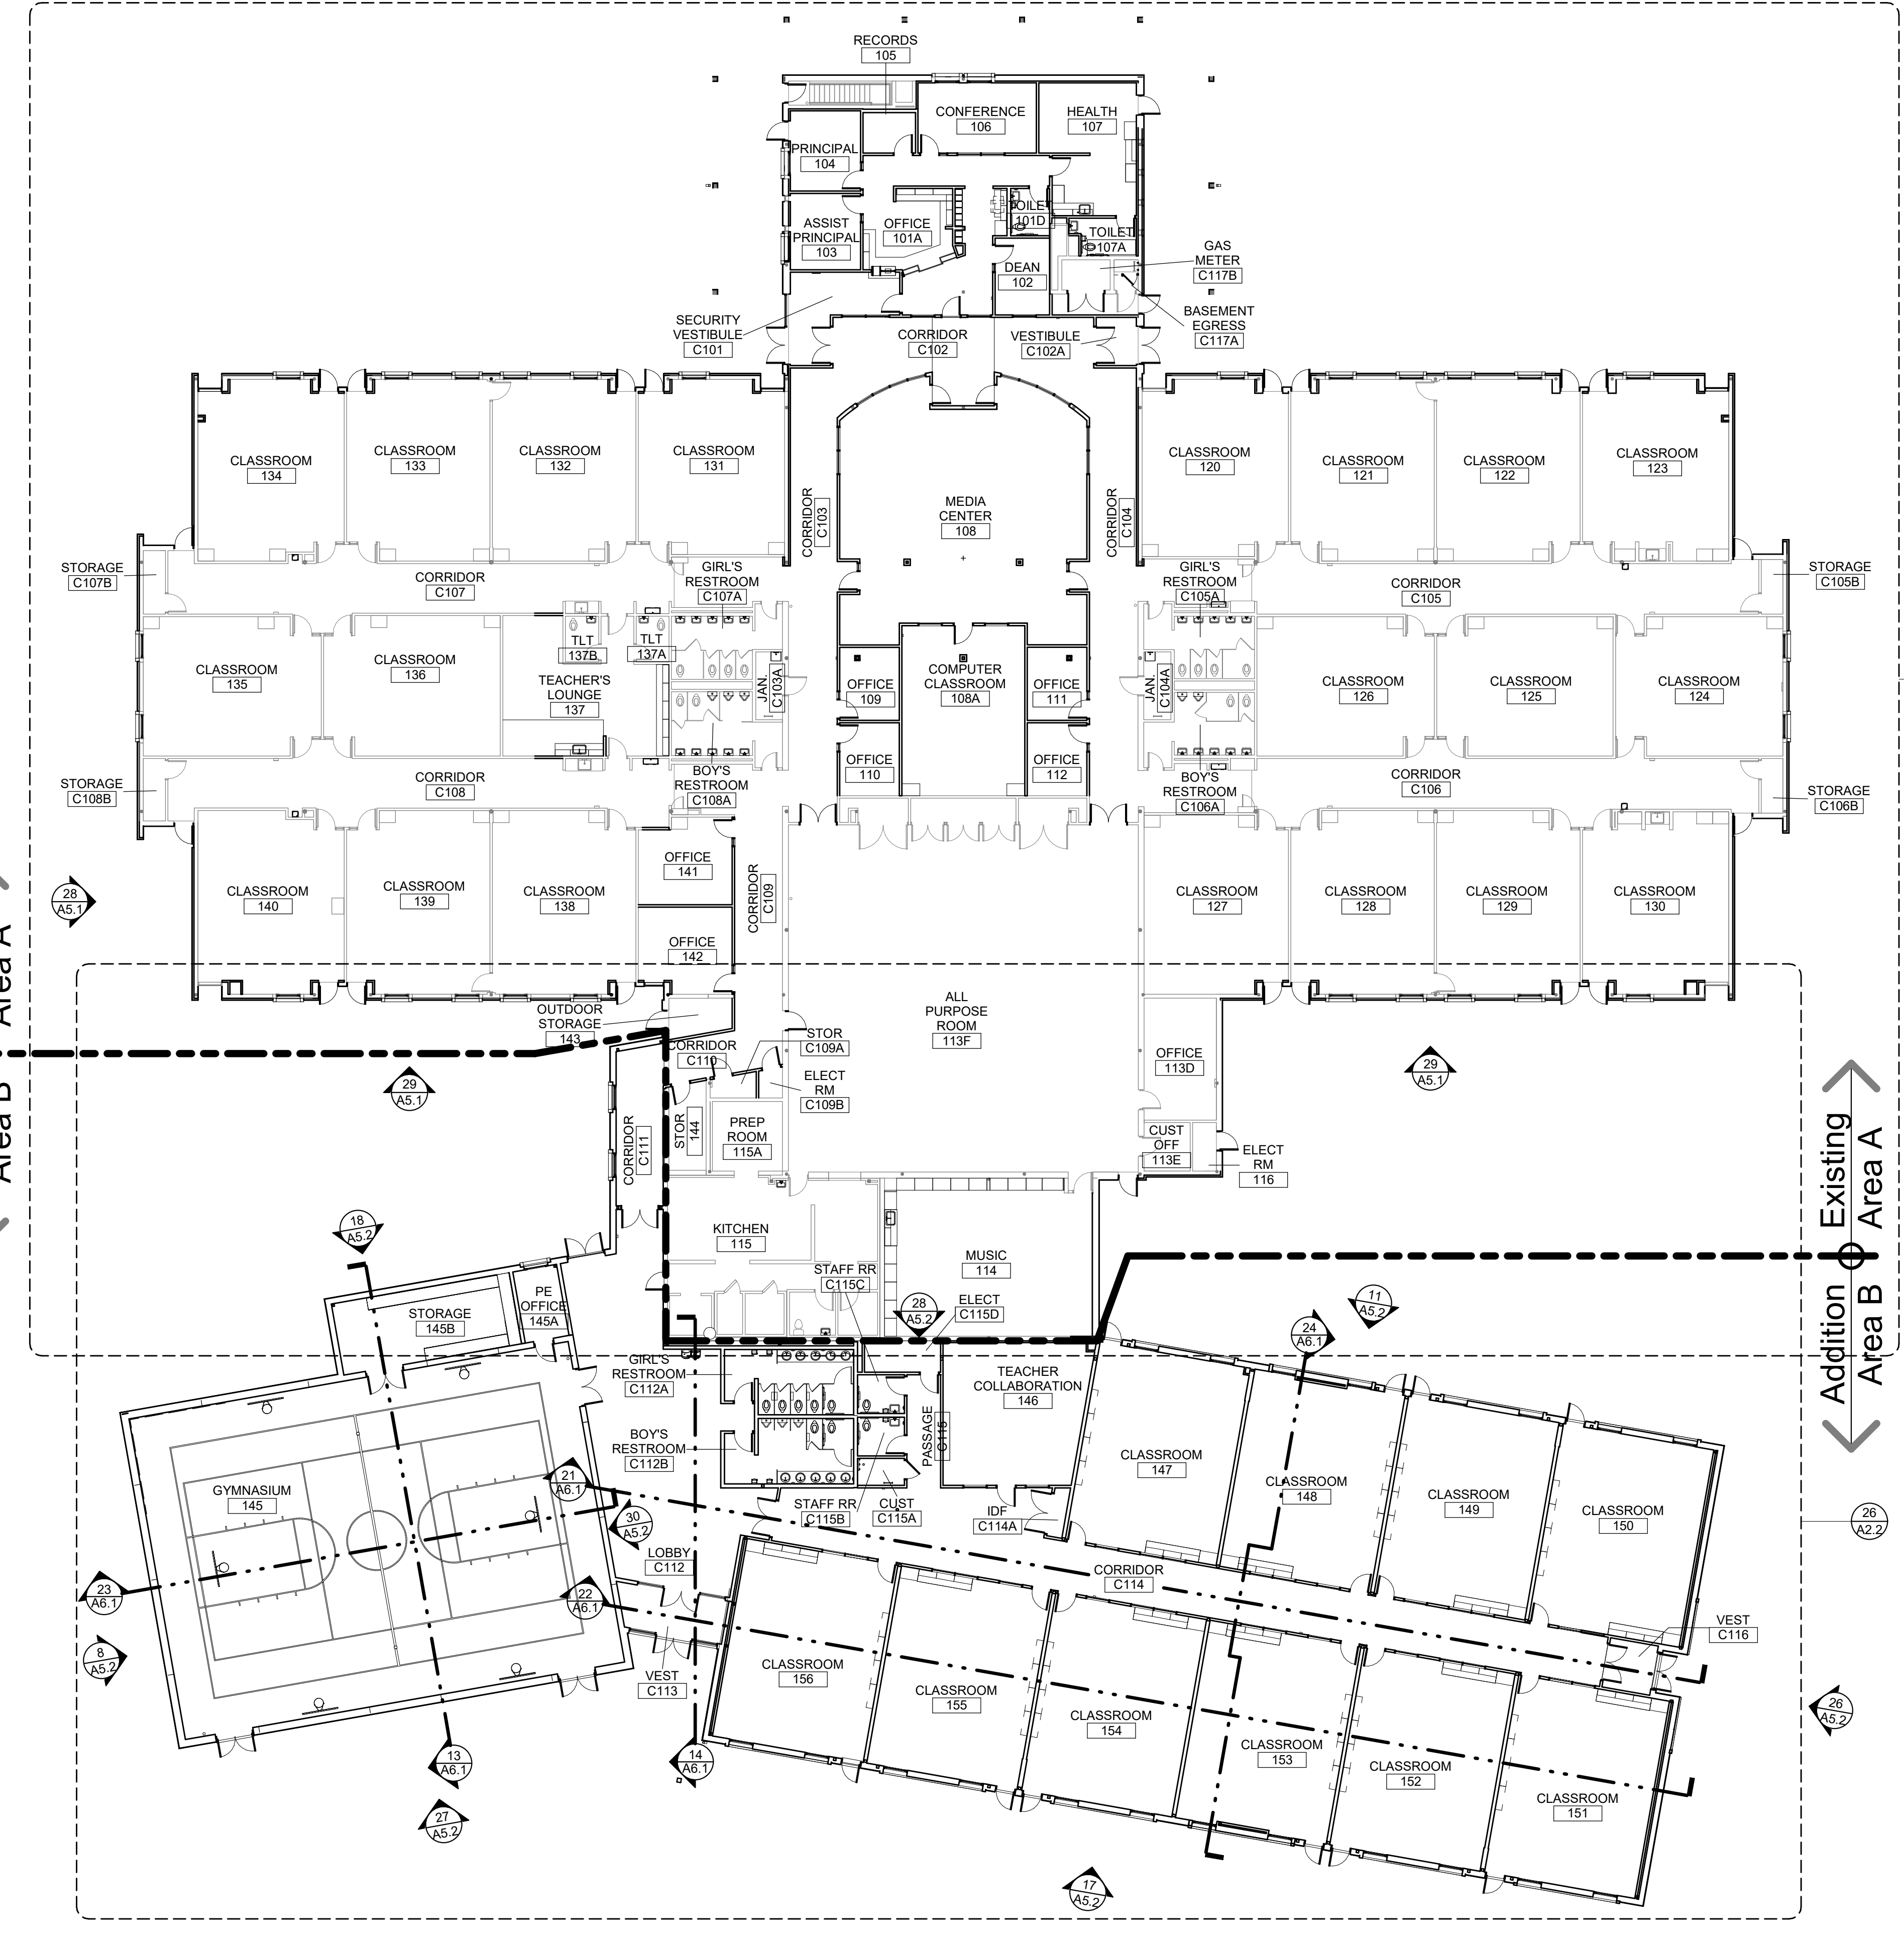 RECORDS
105
CONFERENCE
106
HEALTH
107
PRINCIPAL
104
ASSIST
PRINCIPAL
103
OFFICE
101A
TOILET
101D
TOILET
107A
DEAN
102
GAS
METER
C117B
BASEMENT
EGRESS
C117A
SECURITY
VESTIBULE
C101
CORRIDOR
C102
VESTIBULE
C102A
CLASSROOM
134
CLASSROOM
133
CLASSROOM
132
CLASSROOM
131
CORRIDOR
C103
MEDIA
CENTER
108
CORRIDOR
C104
CLASSROOM
120
CLASSROOM
121
CLASSROOM
122
CLASSROOM
123
STORAGE
C107B
CORRIDOR
C107
GIRL'S
RESTROOM
C107A
GIRL'S
RESTROOM
C105A
CORRIDOR
C105
STORAGE
C105B
CLASSROOM
135
CLASSROOM
136
TLT
137B
TLT
137A
TEACHER'S
LOUNGE
137
JAN.
C103A
OFFICE
109
COMPUTER
CLASSROOM
108A
OFFICE
111
JAN.
C104A
CLASSROOM
126
CLASSROOM
125
CLASSROOM
124
STORAGE
C108B
CORRIDOR
C108
BOY'S
RESTROOM
C108A
OFFICE
110
OFFICE
112
BOY'S
RESTROOM
C106A
CORRIDOR
C106
STORAGE
C106B
CLASSROOM
140
CLASSROOM
139
CLASSROOM
138
OFFICE
141
OFFICE
142
CORRIDOR
C109
CLASSROOM
127
CLASSROOM
128
CLASSROOM
129
CLASSROOM
130
28
A5.1
Area A
Area B
OUTDOOR
STORAGE
143
CORRIDOR
C110
STOR
C109A
ELECT
RM
C109B
ALL
PURPOSE
ROOM
113F
OFFICE
113D
29
A5.1
29
A5.1
CORRIDOR
C111
STOR
144
PREP
ROOM
115A
CUST
OFF
113E
ELECT
RM
116
Existing
Area A
Addition
Area B
18
A5.2
KITCHEN
115
MUSIC
114
STAFF RR
C115C
28
A5.2
ELECT
C115D
11
A5.2
24
A6.1
STORAGE
145B
PE
OFFICE
145A
GIRL'S
RESTROOM
C112A
BOY'S
RESTROOM
C112B
PASSAGE
C115
TEACHER
COLLABORATION
146
CLASSROOM
147
CLASSROOM
148
CLASSROOM
149
CLASSROOM
150
GYMNASIUM
145
21
A6.1
30
A5.2
STAFF RR
C115B
CUST
C115A
IDF
C114A
26
A2.2
LOBBY
C112
CORRIDOR
C114
23
A6.1
22
A6.1
VEST
C116
8
A5.2
VEST
C113
CLASSROOM
156
CLASSROOM
155
CLASSROOM
154
CLASSROOM
153
CLASSROOM
152
CLASSROOM
151
26
A5.2
13
A6.1
14
A6.1
27
A5.2
17
A5.2